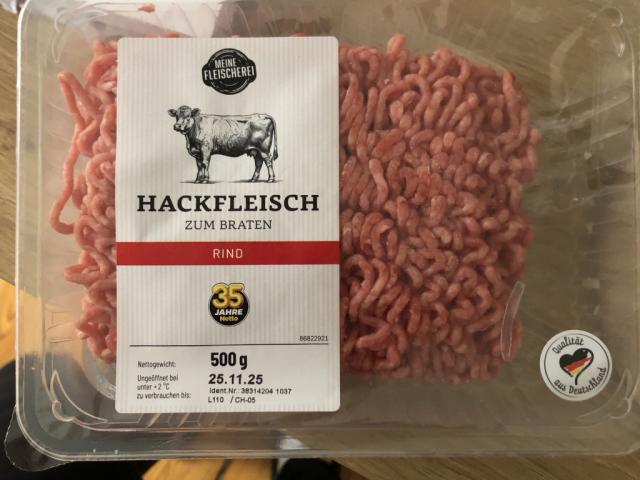 MEINE
FLEISCHEREI
HACKFLEISCH
ZUM BRATEN
RIND
35
JAHRE
Netto
86822921
Nettogewicht: 500 g
Ungeöffnet bei
unter +2 °C
zu verbrauchen bis: 25.11.25
Ident.Nr.: 38314204 1037
L110 / CH-05
Qualität
aus Deutschland